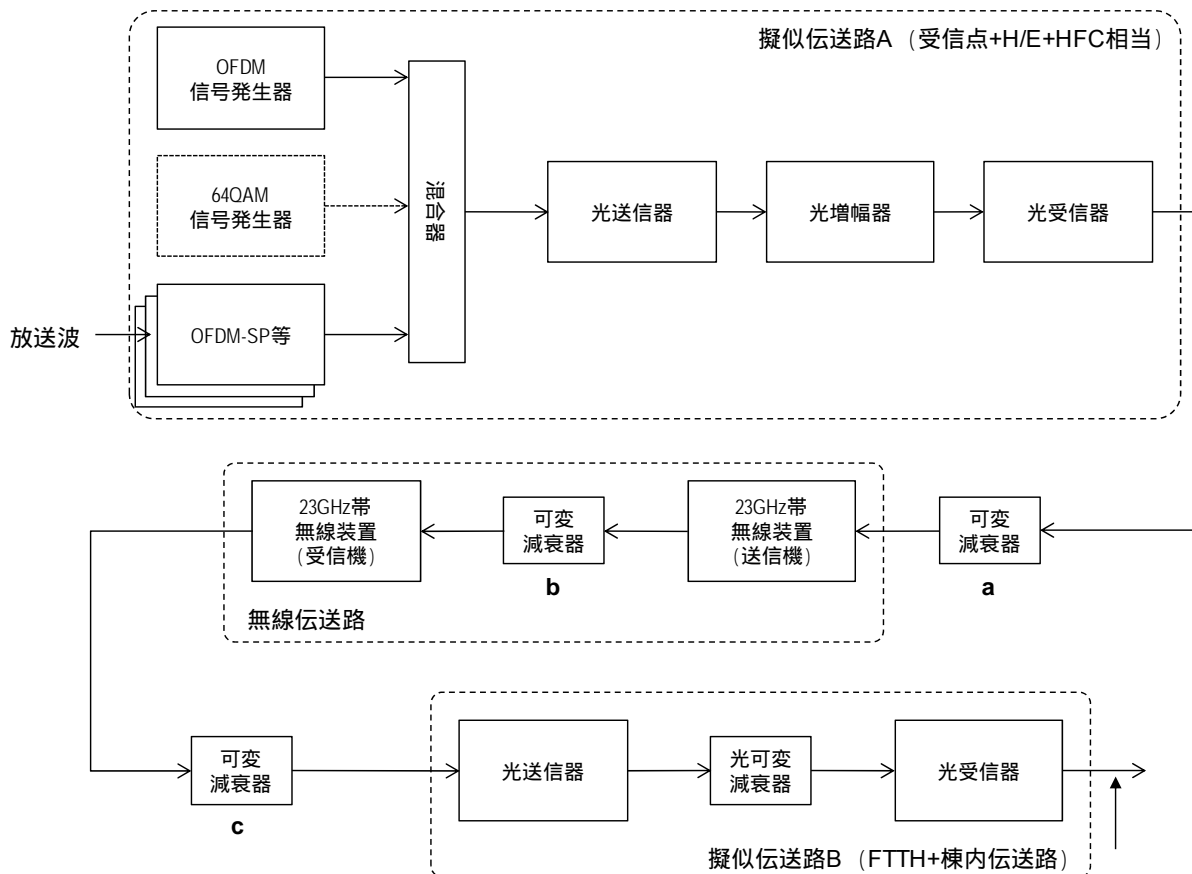 擬似伝送路A (受信点+H/E+HFC相当)
OFDM
信号発生器
64QAM
信号発生器
混合器
光送信器
光増幅器
光受信器
放送波
OFDM-SP等
23GHz帯
無線装置
(受信機)
可変
減衰器
b
23GHz帯
無線装置
(送信機)
可変
減衰器
a
無線伝送路
可変
減衰器
c
光送信器
光可変
減衰器
光受信器
擬似伝送路B (FTTH+棟内伝送路)